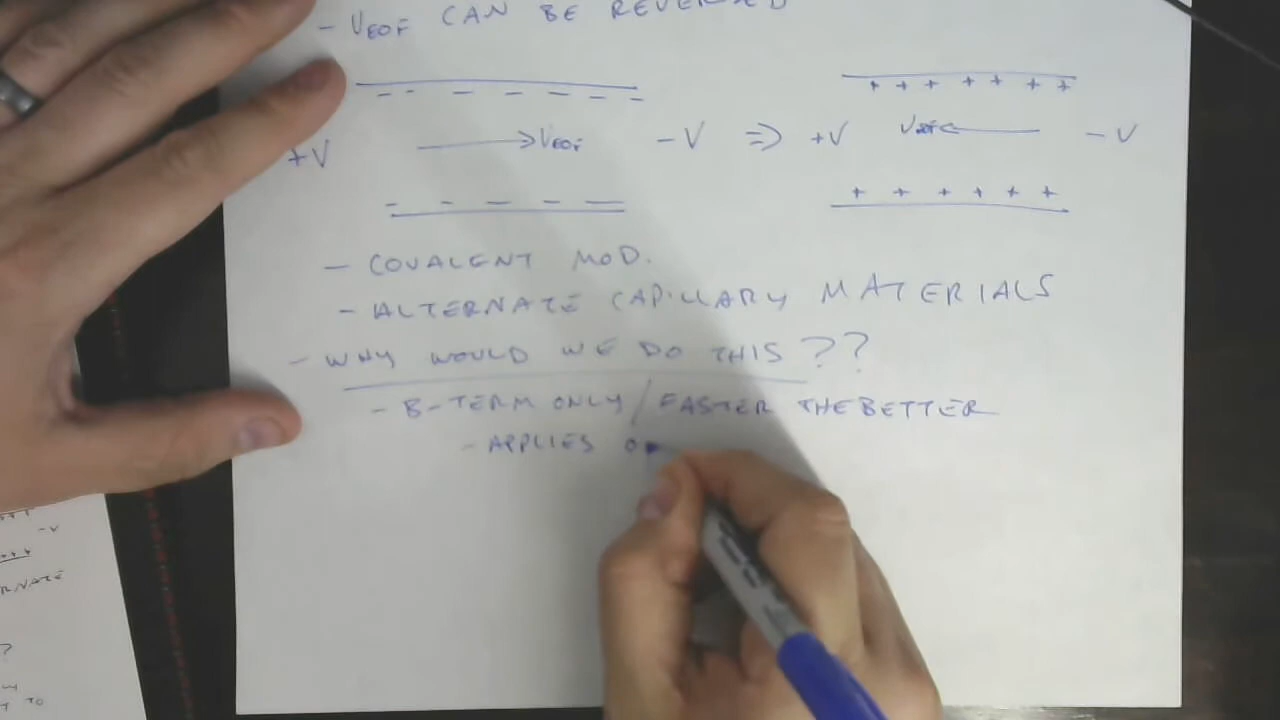 - VEOF CAN BE REVERSED
- -- - - - - -
+ + + + + + +
+V → VEOF -V ⇒ +V VEOF ← -V
- - - - -
+ + + + + +
- COVALENT MOD.
- ALTERNATE CAPILLARY MATERIALS
- WHY WOULD WE DO THIS ??
- B-TERM ONLY / FASTER THE BETTER
- APPLIES
-V
+++
?
TO